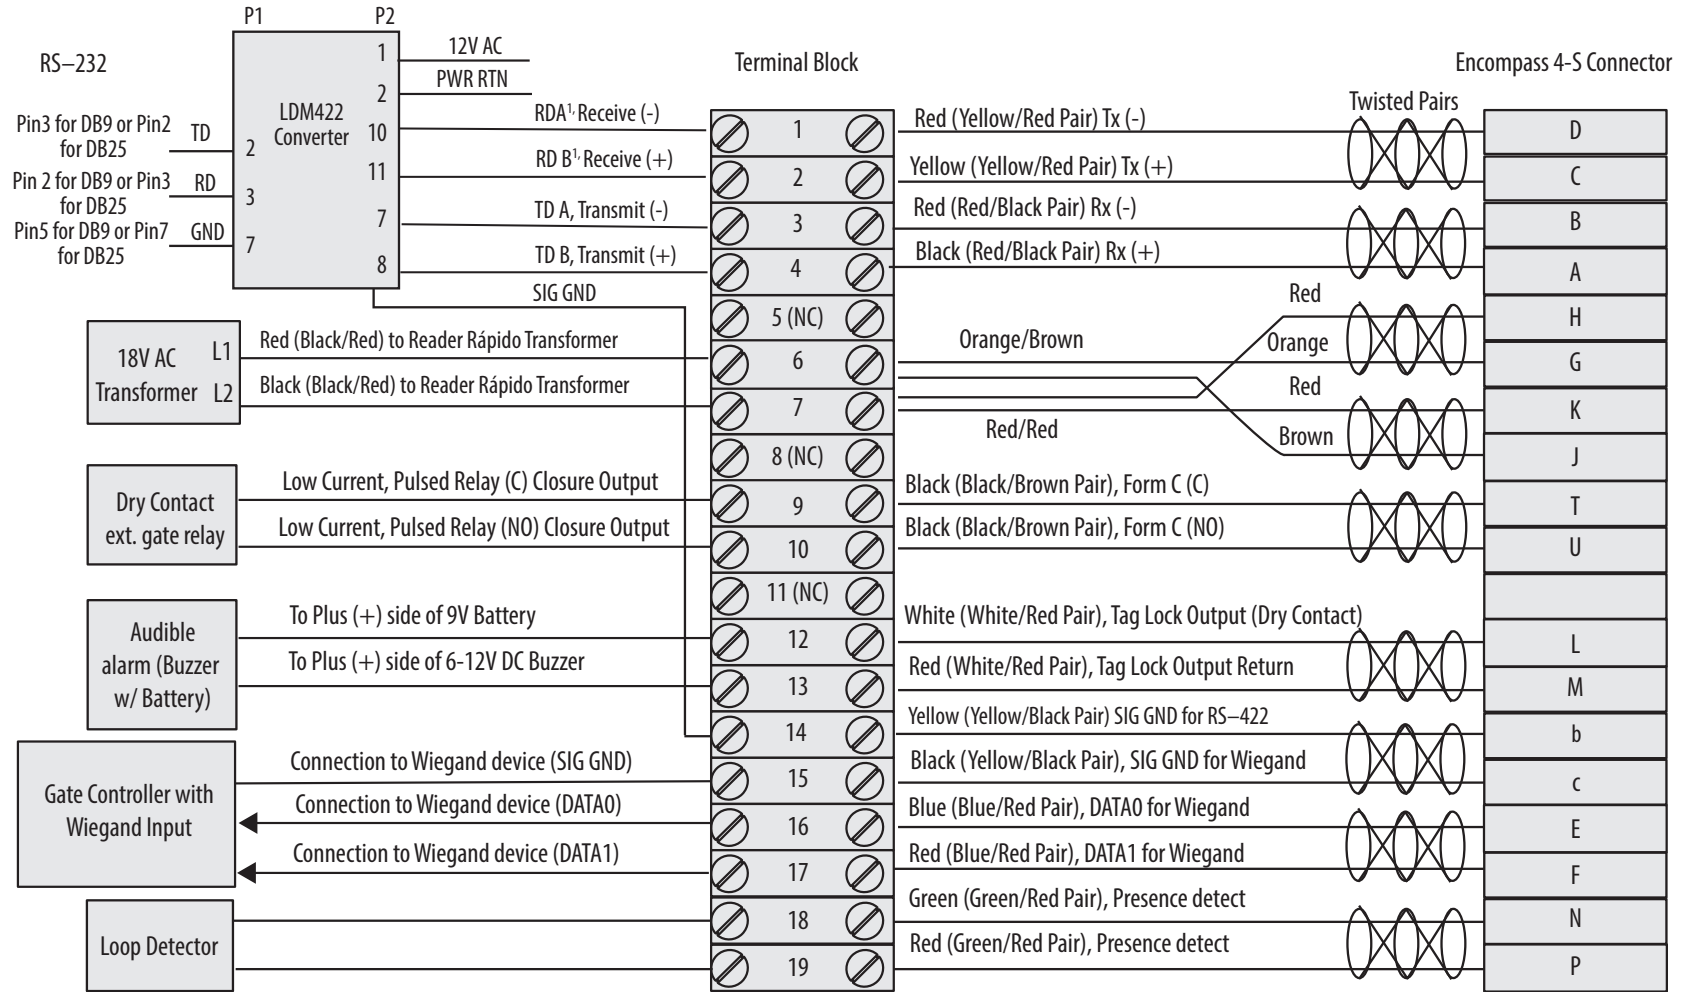 P1
P2
RS–232
Terminal Block
Encompass 4-S Connector
LDM422
Converter
1
2
10
11
7
8
2
3
7
12V AC
PWR RTN
RDA1, Receive (-)
RD B1, Receive (+)
TD A, Transmit (-)
TD B, Transmit (+)
SIG GND
Pin3 for DB9 or Pin2
for DB25
TD
Pin 2 for DB9 or Pin3
for DB25
RD
Pin5 for DB9 or Pin7
for DB25
GND
18V AC
Transformer
L1
L2
Red (Black/Red) to Reader Rápido Transformer
Black (Black/Red) to Reader Rápido Transformer
Dry Contact
ext. gate relay
Low Current, Pulsed Relay (C) Closure Output
Low Current, Pulsed Relay (NO) Closure Output
Audible
alarm (Buzzer
w/ Battery)
To Plus (+) side of 9V Battery
To Plus (+) side of 6-12V DC Buzzer
Gate Controller with
Wiegand Input
Connection to Wiegand device (SIG GND)
Connection to Wiegand device (DATA0)
Connection to Wiegand device (DATA1)
Loop Detector
1
2
3
4
5 (NC)
6
7
8 (NC)
9
10
11 (NC)
12
13
14
15
16
17
18
19
Twisted Pairs
Red (Yellow/Red Pair) Tx (-)
Yellow (Yellow/Red Pair) Tx (+)
Red (Red/Black Pair) Rx (-)
Black (Red/Black Pair) Rx (+)
Orange/Brown
Red
Orange
Red
Brown
Red/Red
Black (Black/Brown Pair), Form C (C)
Black (Black/Brown Pair), Form C (NO)
White (White/Red Pair), Tag Lock Output (Dry Contact)
Red (White/Red Pair), Tag Lock Output Return
Yellow (Yellow/Black Pair) SIG GND for RS–422
Black (Yellow/Black Pair), SIG GND for Wiegand
Blue (Blue/Red Pair), DATA0 for Wiegand
Red (Blue/Red Pair), DATA1 for Wiegand
Green (Green/Red Pair), Presence detect
Red (Green/Red Pair), Presence detect
D
C
B
A
H
G
K
J
T
U
L
M
b
c
E
F
N
P